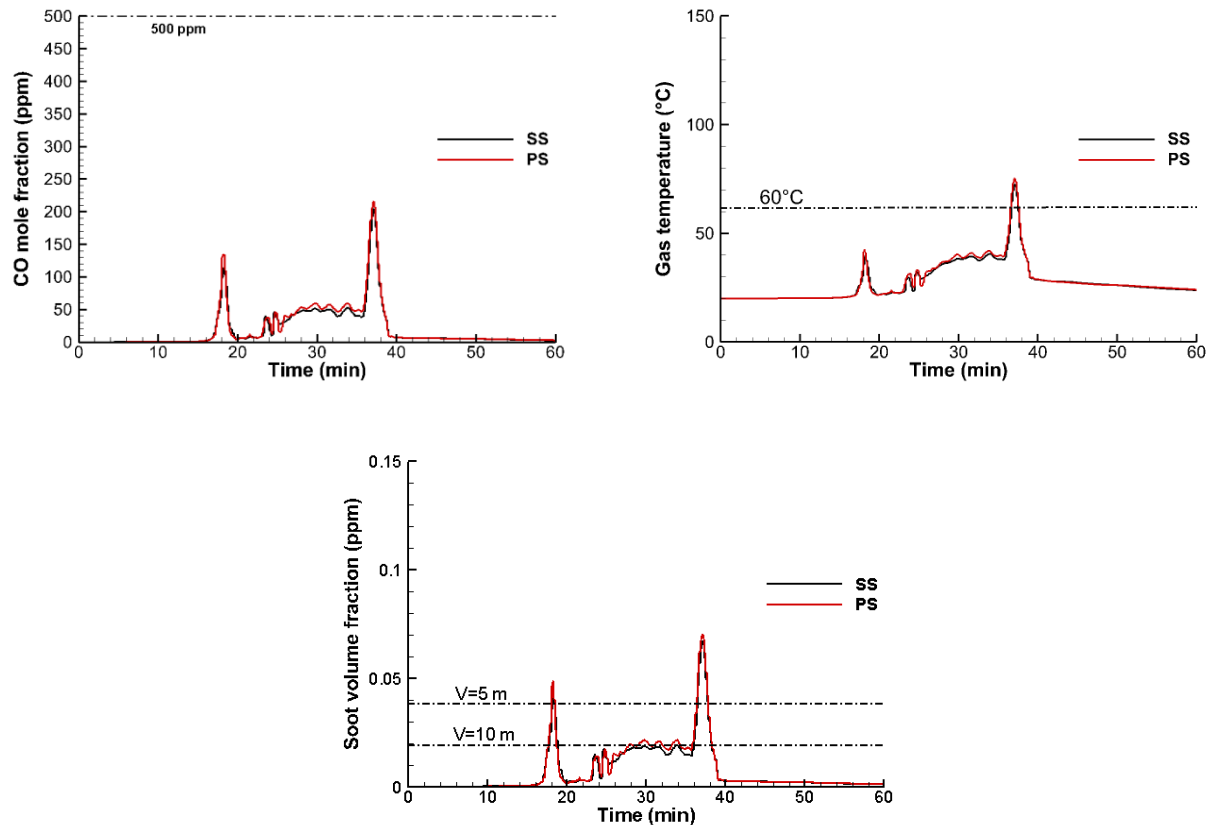 CO mole fraction (ppm)
500
450
400
350
300
250
200
150
100
50
0
500 ppm
SS
PS
0 10 20 30 40 50 60
Time (min)
Gas temperature (°C)
150
100
50
0
60°C
SS
PS
0 10 20 30 40 50 60
Time (min)
Soot volume fraction (ppm)
0.15
0.1
0.05
0
V=5 m
V=10 m
SS
PS
0 10 20 30 40 50 60
Time (min)